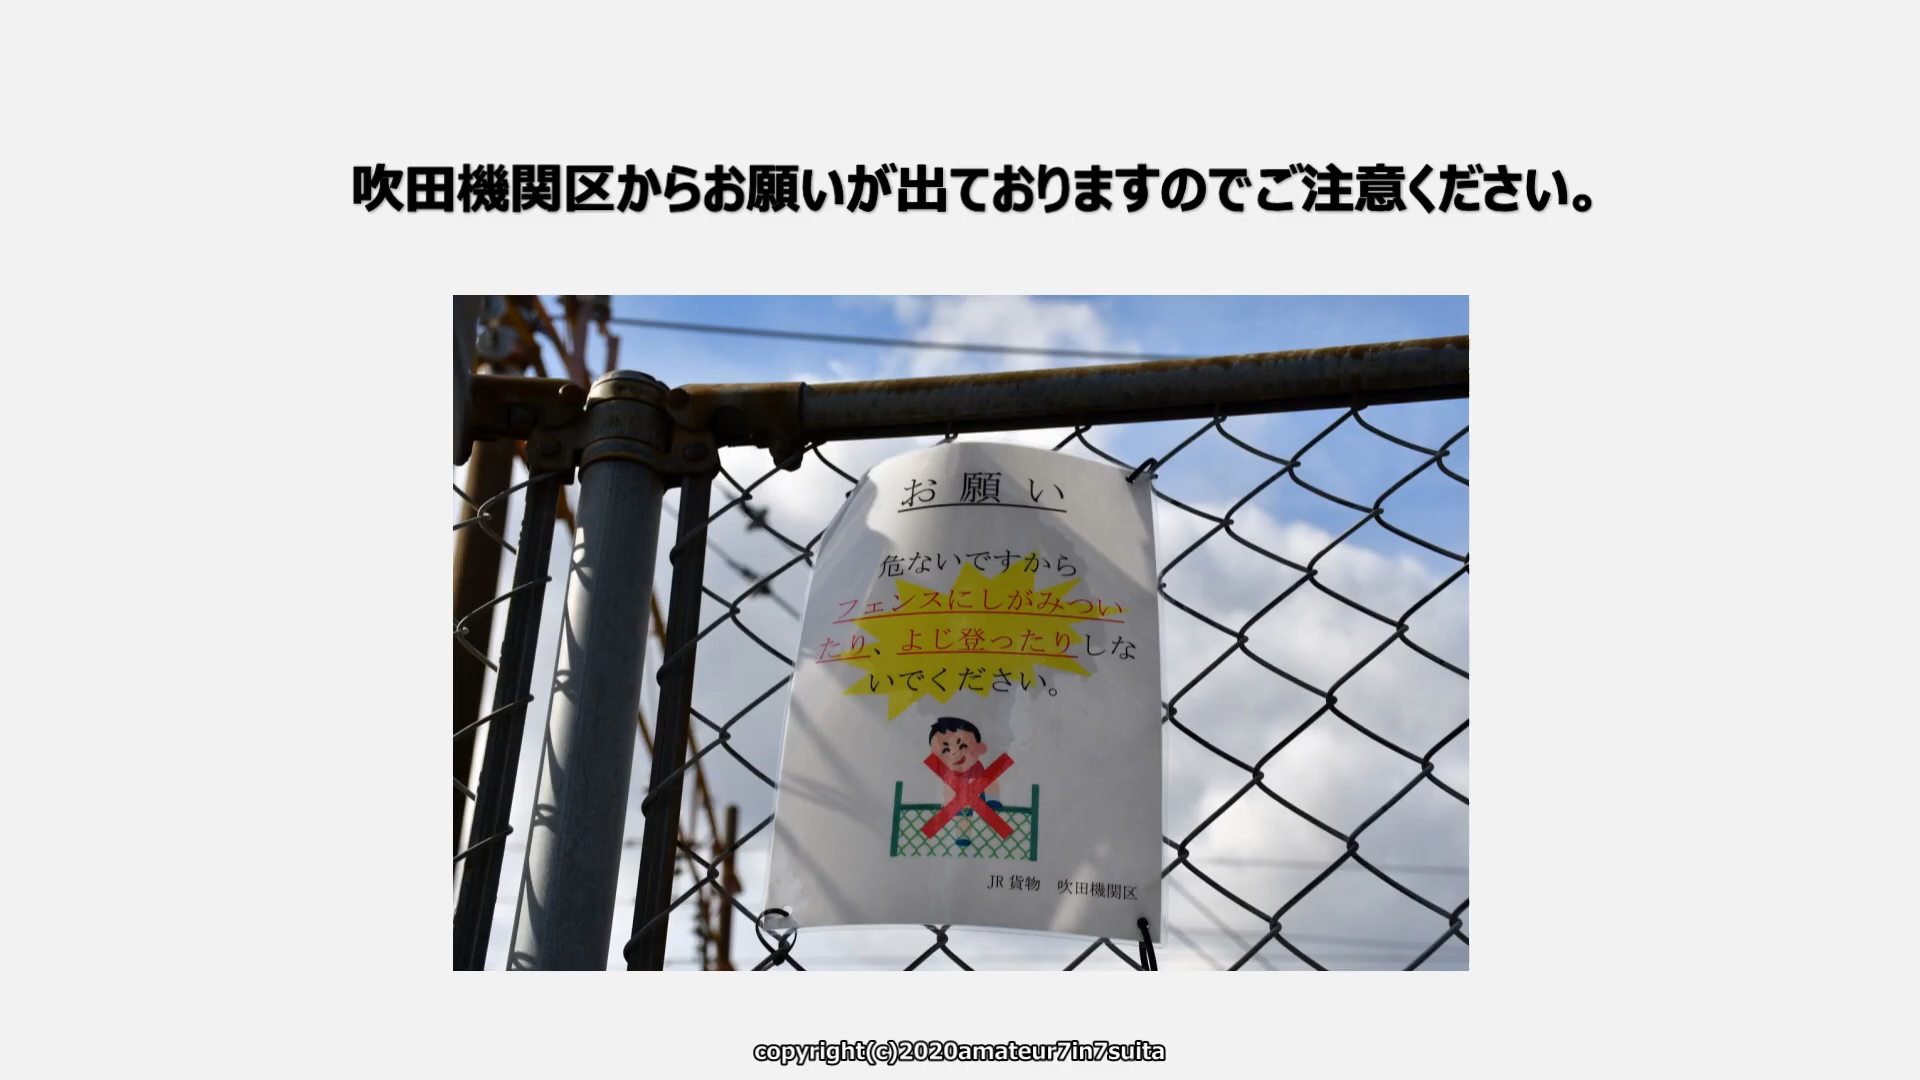 吹田機関区からお願いが出ておりますのでご注意ください。
お 願 い
危ないですから
フェンスにしがみつい
たり、よじ登ったりしな
いでください。
JR 貨物　吹田機関区
copyright(c)2020amateur7in7suita